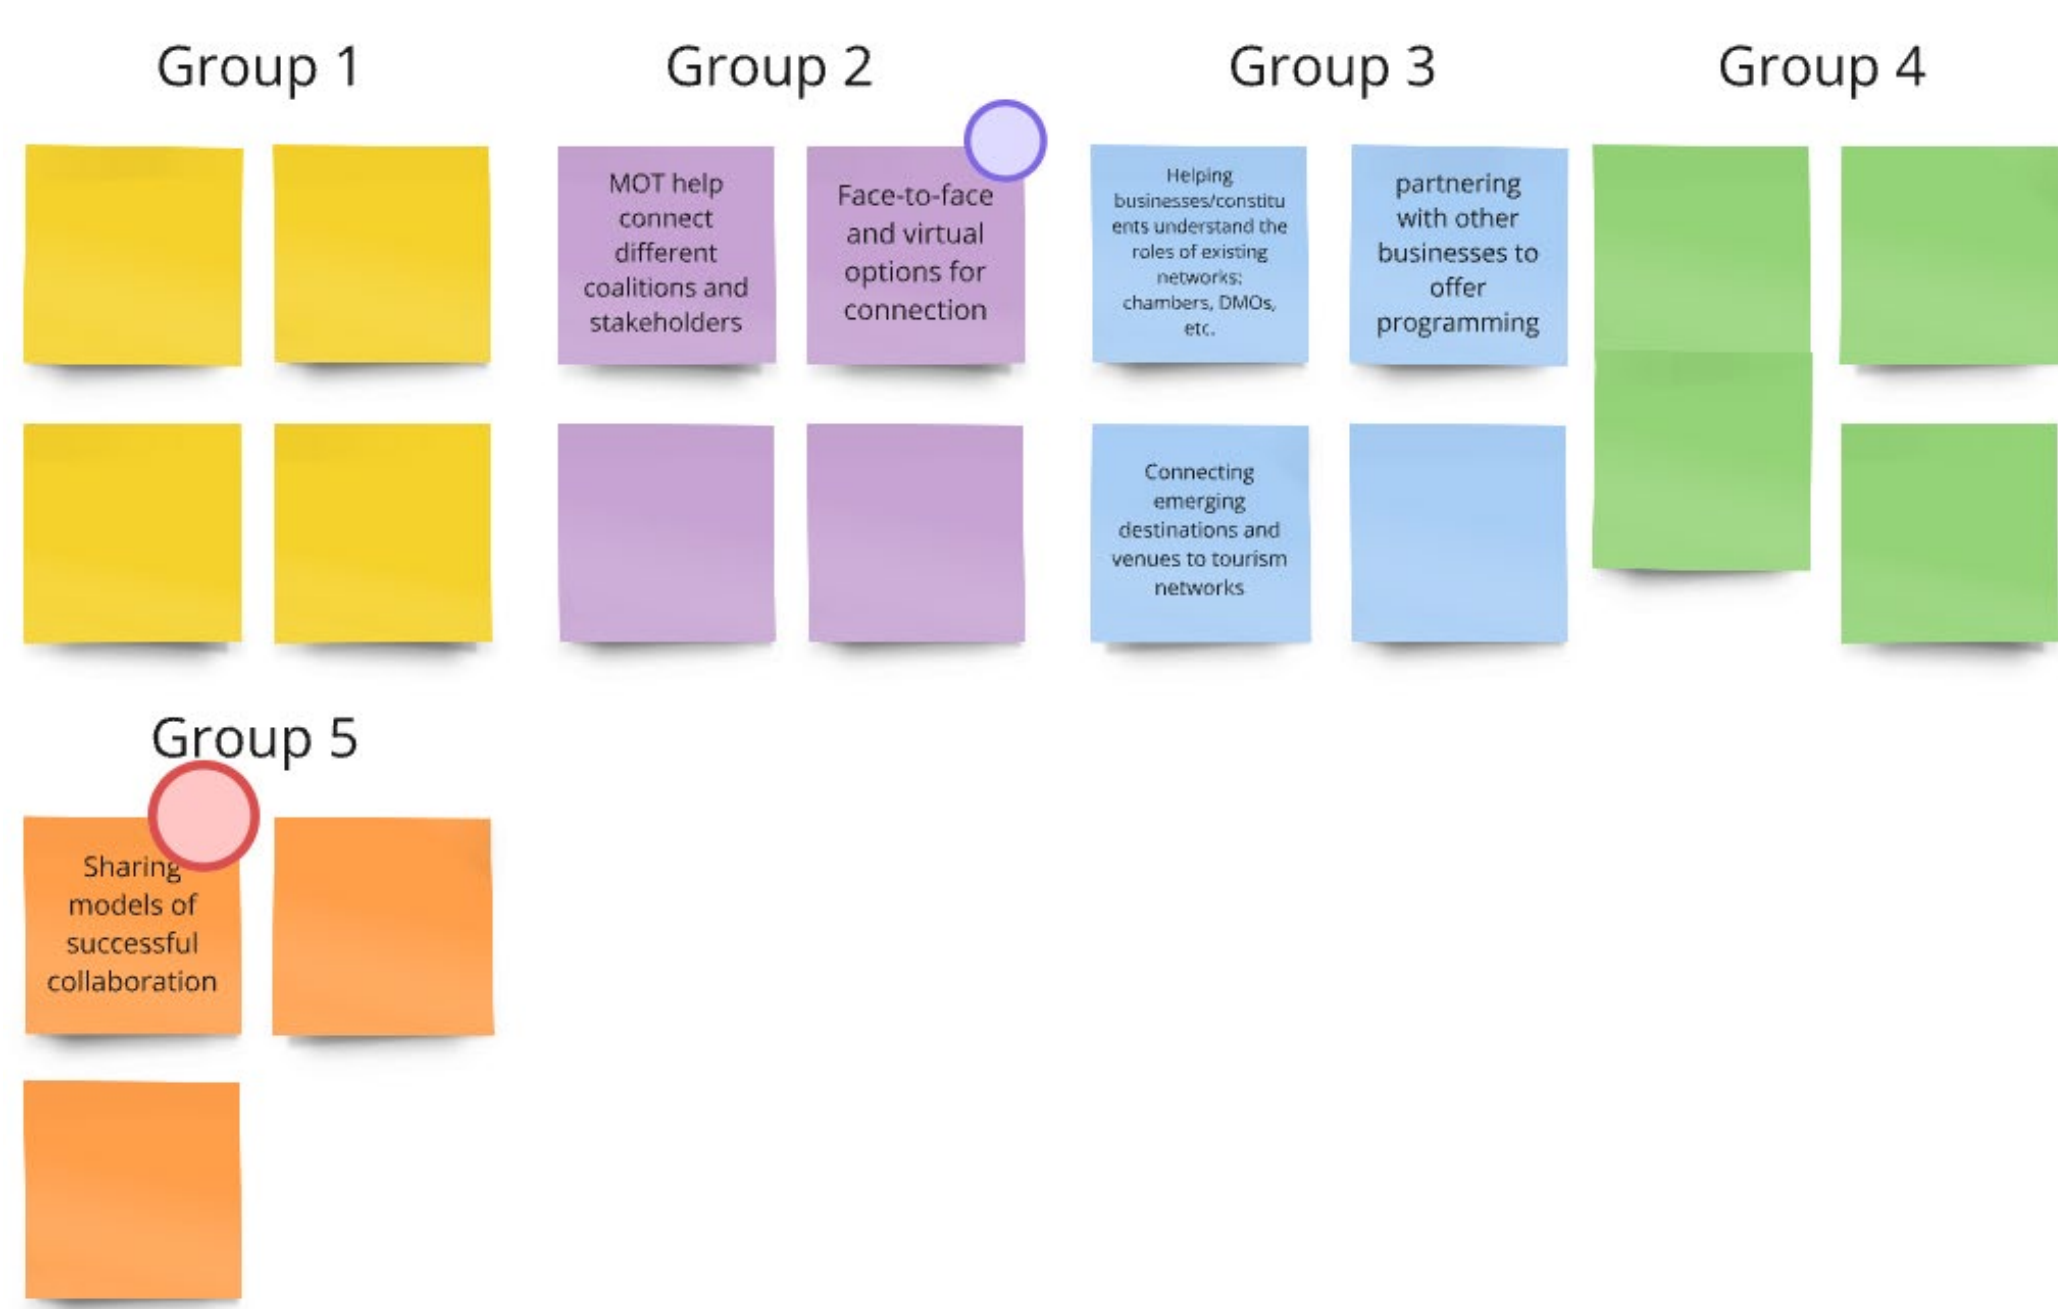 Group 1
Group 2
Group 3
Group 4
MOT help
connect
different
coalitions and
stakeholders
Face-to-face
and virtual
options for
connection
Helping
businesses/constitu
ents understand the
roles of existing
networks:
chambers, DMOs,
etc.
partnering
with other
businesses to
offer
programming
Connecting
emerging
destinations and
venues to tourism
networks
Group 5
Sharing
models of
successful
collaboration